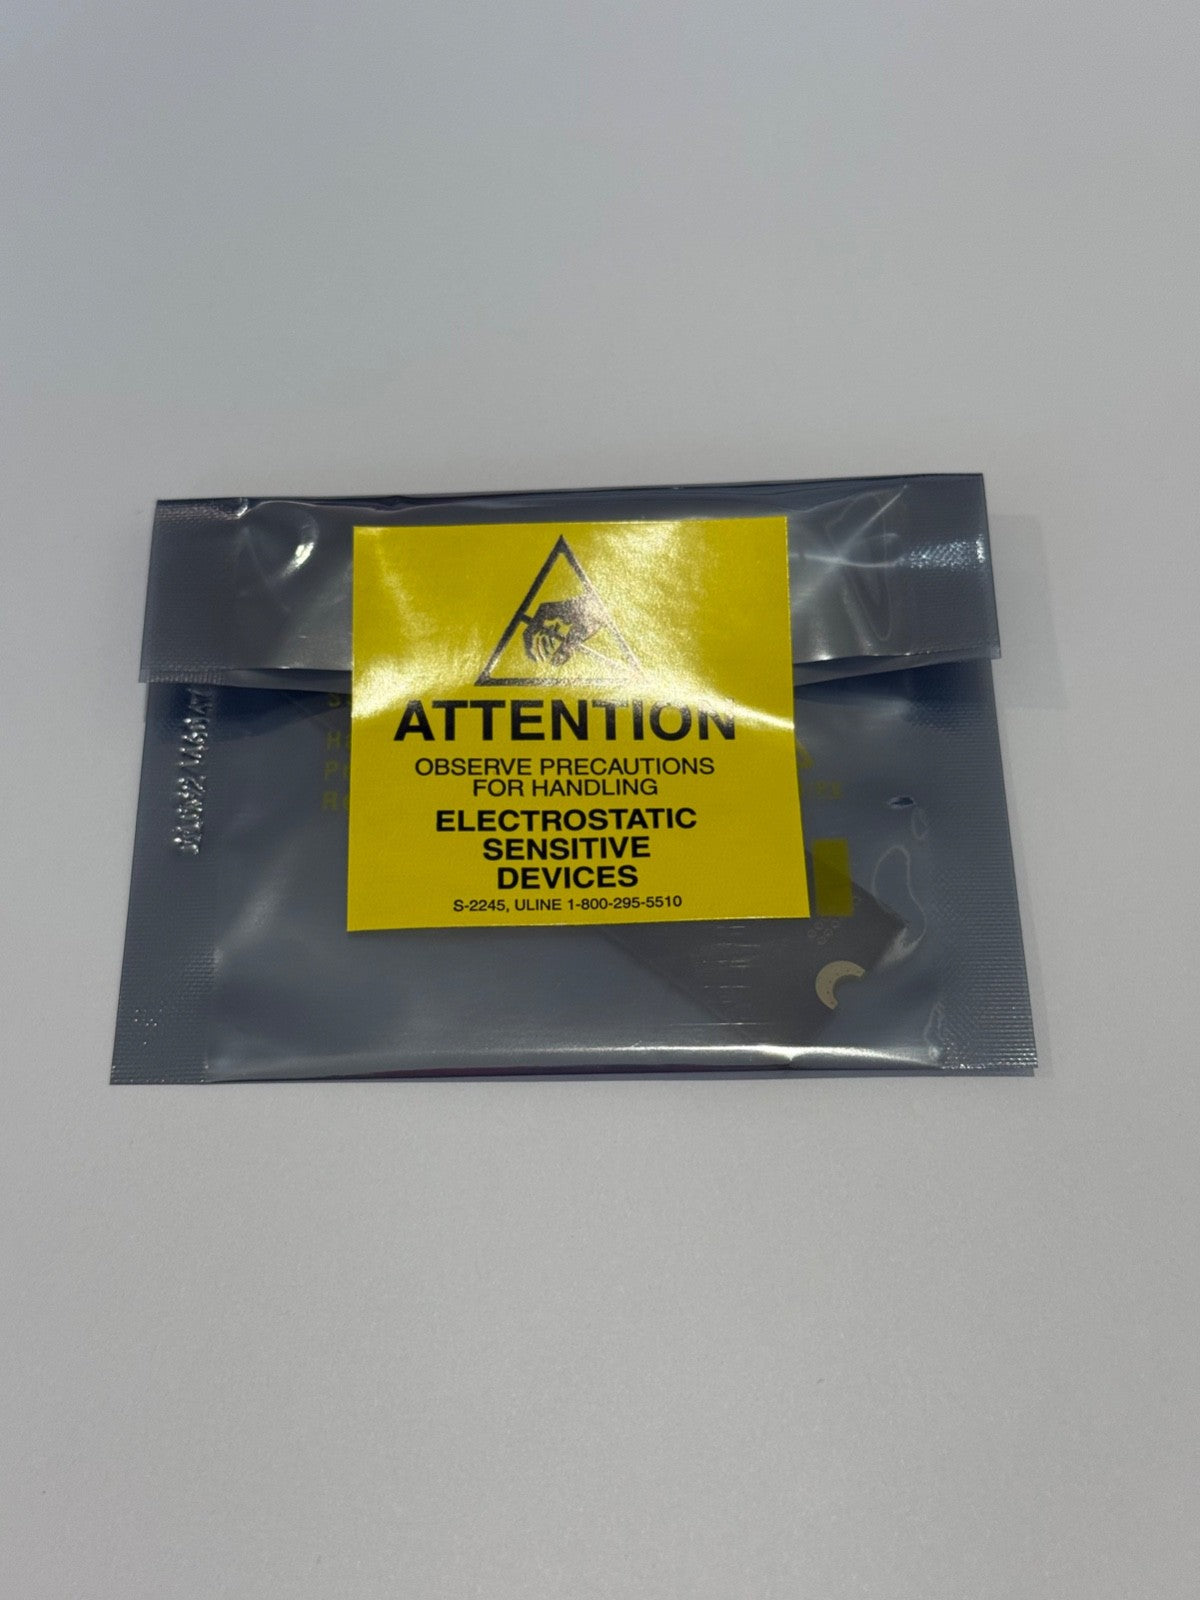 ATTENTION
OBSERVE PRECAUTIONS
FOR HANDLING
ELECTROSTATIC
SENSITIVE
DEVICES
S-2245, ULINE 1-800-295-5510